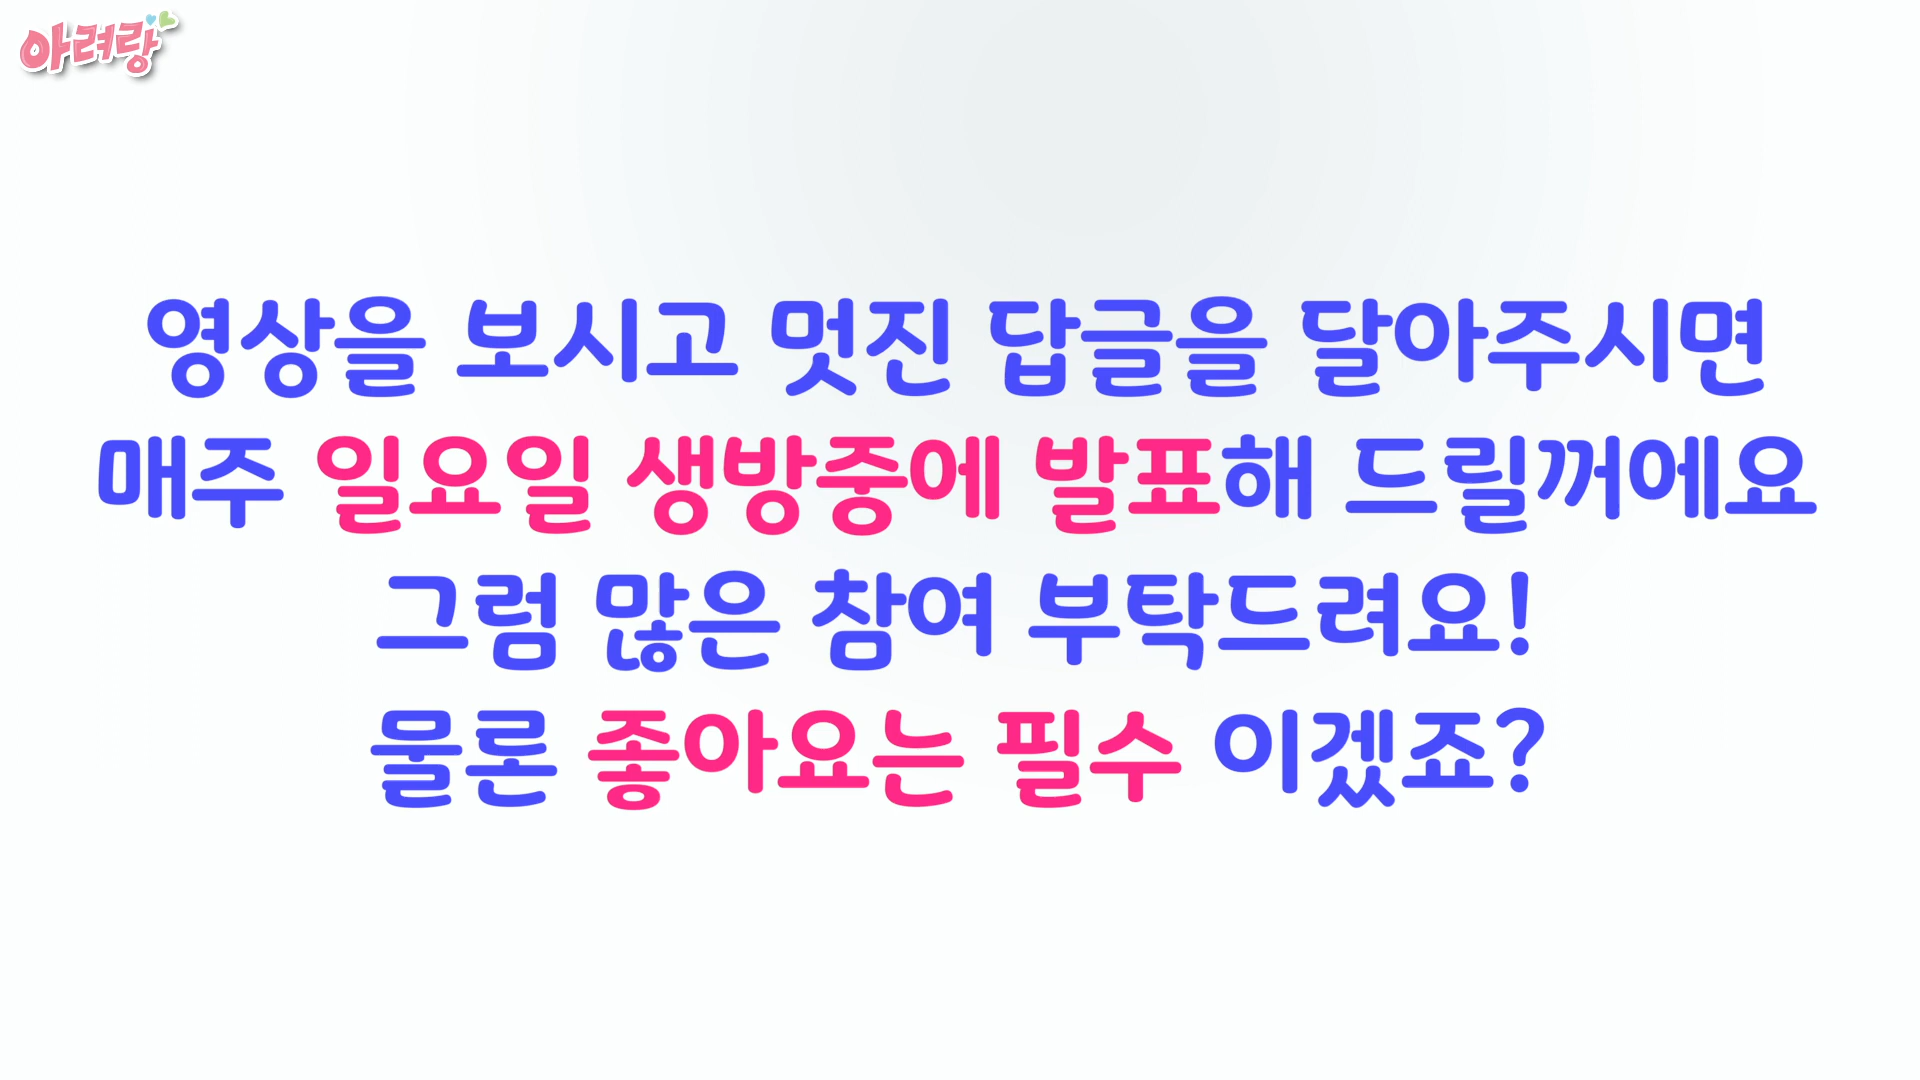 아려랑
영상을 보시고 멋진 답글을 달아주시면
매주 일요일 생방중에 발표해 드릴꺼에요
그럼 많은 참여 부탁드려요!
물론 좋아요는 필수 이겠죠?